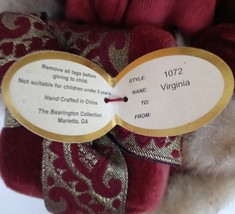 Remove all tags before
giving to child.
Not suitable for children under 5 years.
Hand Crafted in China
The Bearington Collection
Marietta, GA
STYLE: 1072
NAME: Virginia
TO:
FROM: